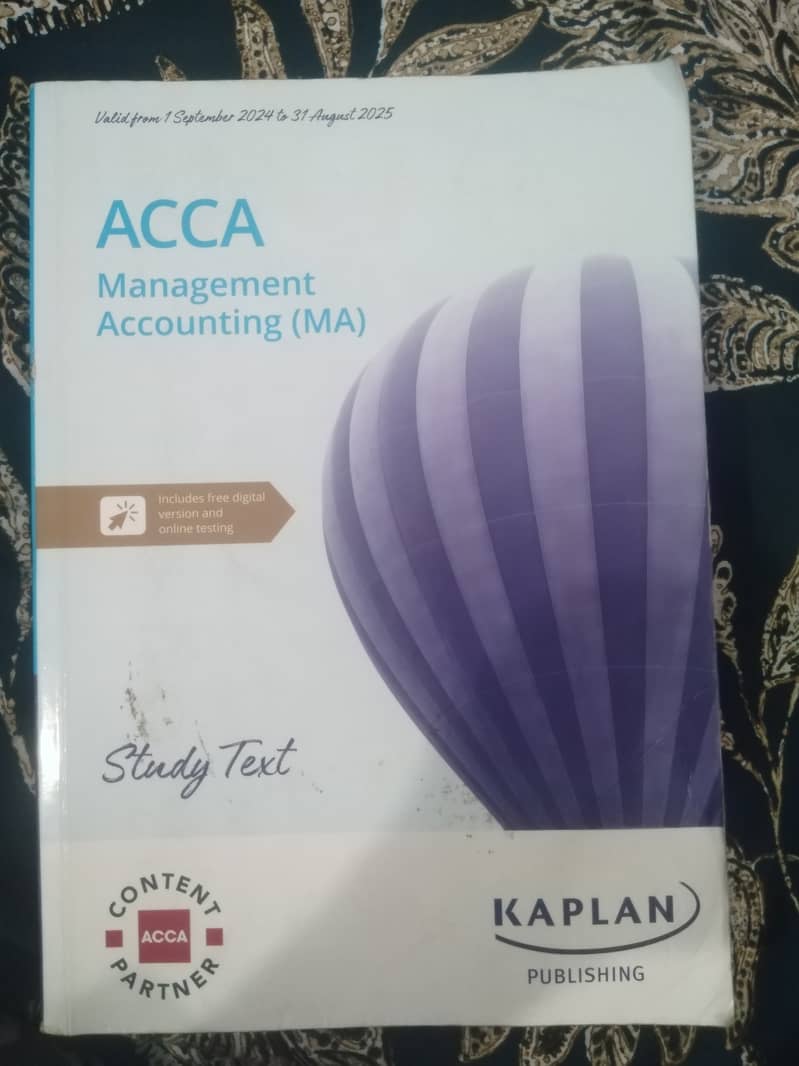 Valid from 1 September 2024 to 31 August 2025
ACCA
Management
Accounting (MA)
Includes free digital
version and
online testing
Study Text
CONTENT
ACCA
PARTNER
KAPLAN
PUBLISHING